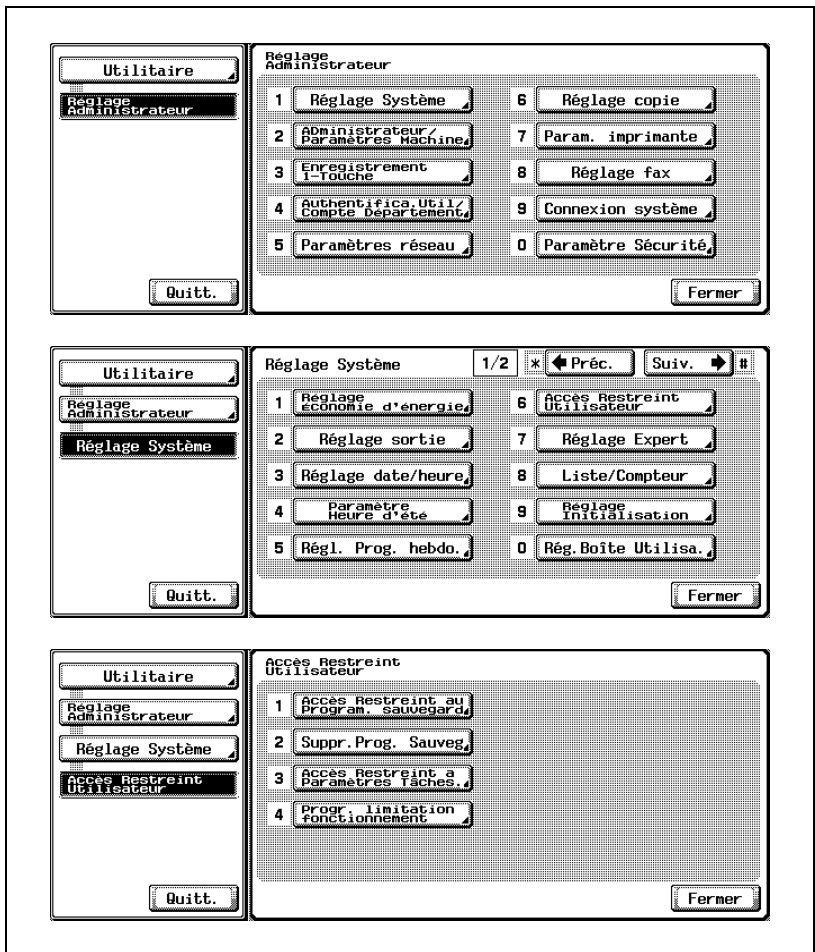 Utilitaire
Réglage
Administrateur
Quitt.
Réglage
Administrateur
1 Réglage Système
2 ADministrateur/
Paramètres Machine
3 Enregistrement
1-Touche
4 Authentifica.Util/
Compte Département
5 Paramètres réseau
6 Réglage copie
7 Param. imprimante
8 Réglage fax
9 Connexion système
0 Paramètre Sécurité
Fermer
Utilitaire
Réglage
Administrateur
Réglage Système
Quitt.
Réglage Système 1/2 * Préc. Suiv. #
1 Réglage
économie d'énergie
2 Réglage sortie
3 Réglage date/heure
4 Paramètre
Heure d'été
5 Régl. Prog. hebdo.
6 Accès Restreint
Utilisateur
7 Réglage Expert
8 Liste/Compteur
9 Réglage
Initialisation
0 Rég.Boîte Utilisa.
Fermer
Utilitaire
Réglage
Administrateur
Réglage Système
Accès Restreint
Utilisateur
Quitt.
Accès Restreint
Utilisateur
1 Accès Restreint au
Program. sauvegard
2 Suppr.Prog. Sauveg
3 Accès Restreint a
Paramètres Tâches.
4 Progr. limitation
fonctionnement
Fermer